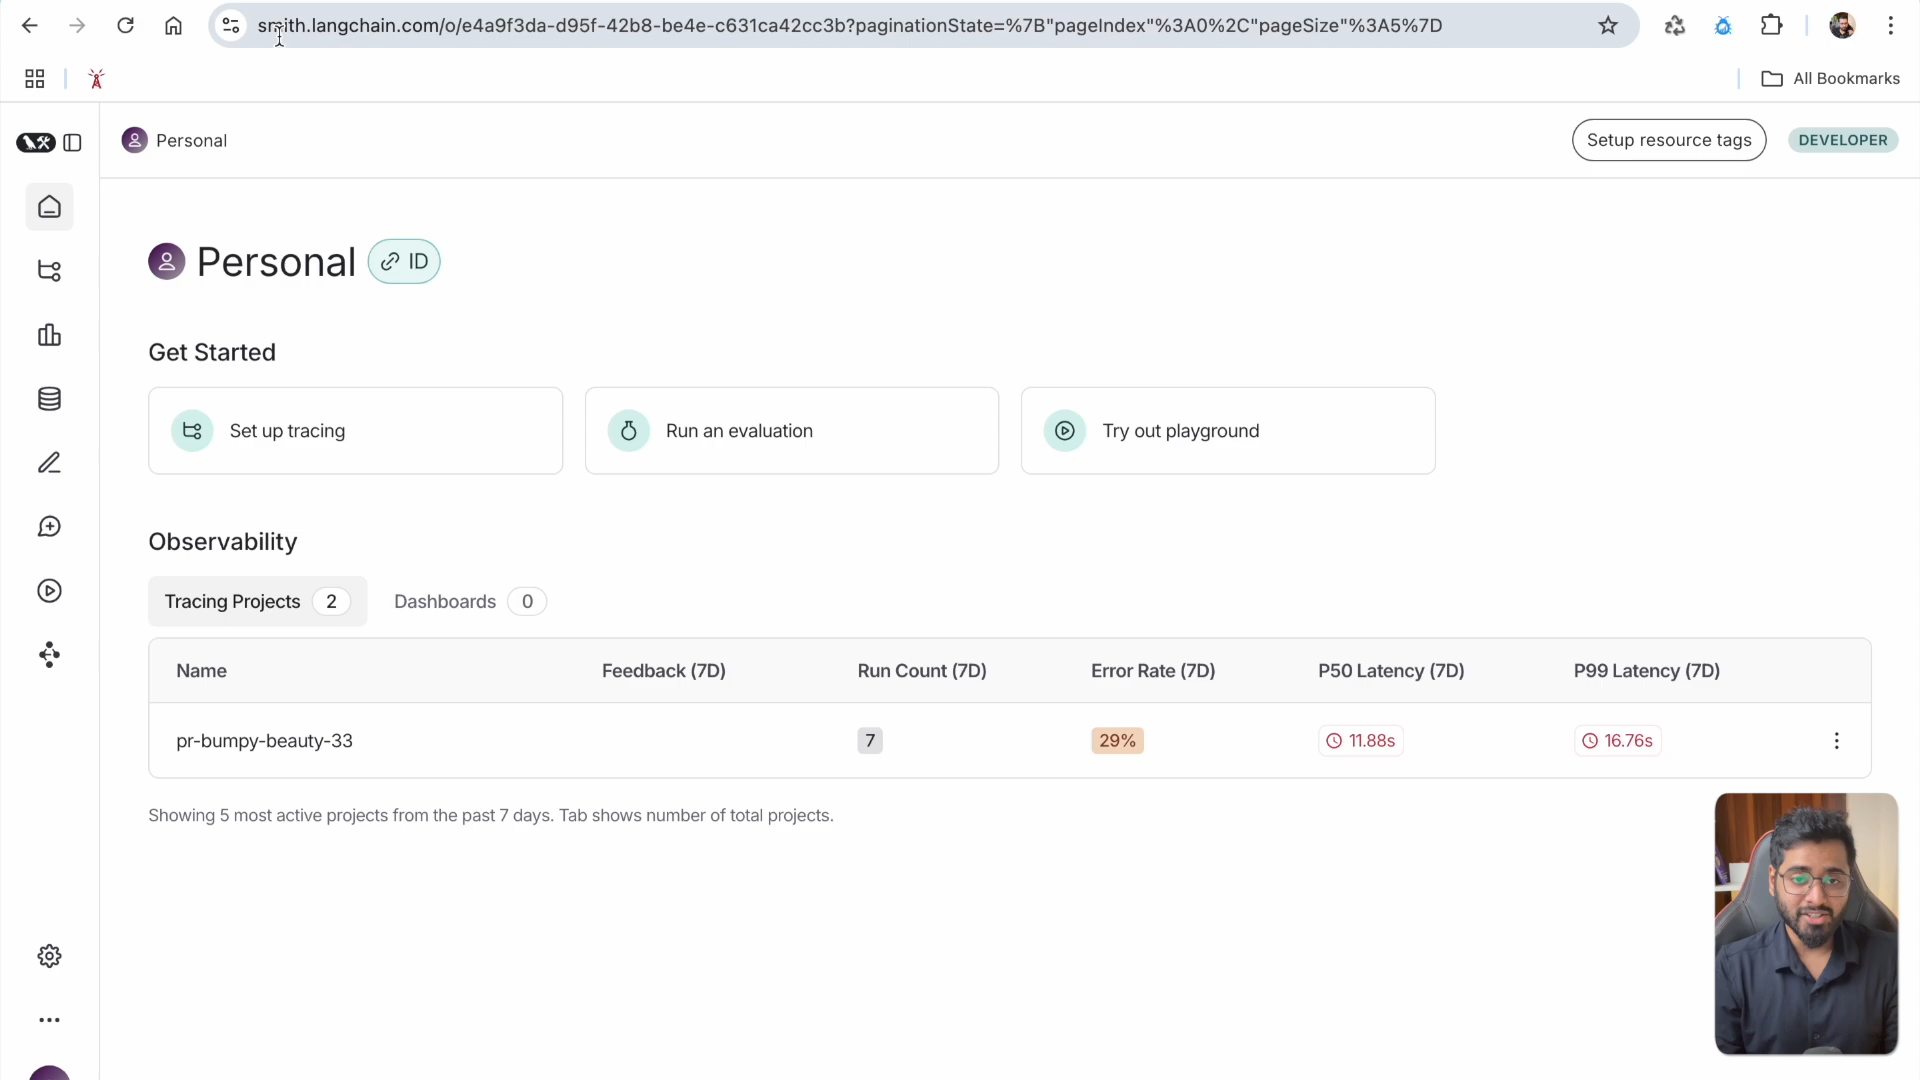 smith.langchain.com/o/e4a9f3da-d95f-42b8-be4e-c631ca42cc3b?paginationState=%7B"pageIndex"%3A0%2C"pageSize"%3A5%7D
All Bookmarks
Personal
Setup resource tags
DEVELOPER
Personal
ID
Get Started
Set up tracing
Run an evaluation
Try out playground
Observability
Tracing Projects 2
Dashboards 0
Name Feedback (7D) Run Count (7D) Error Rate (7D) P50 Latency (7D) P99 Latency (7D)
pr-bumpy-beauty-33 7 29% 11.88s 16.76s
Showing 5 most active projects from the past 7 days. Tab shows number of total projects.